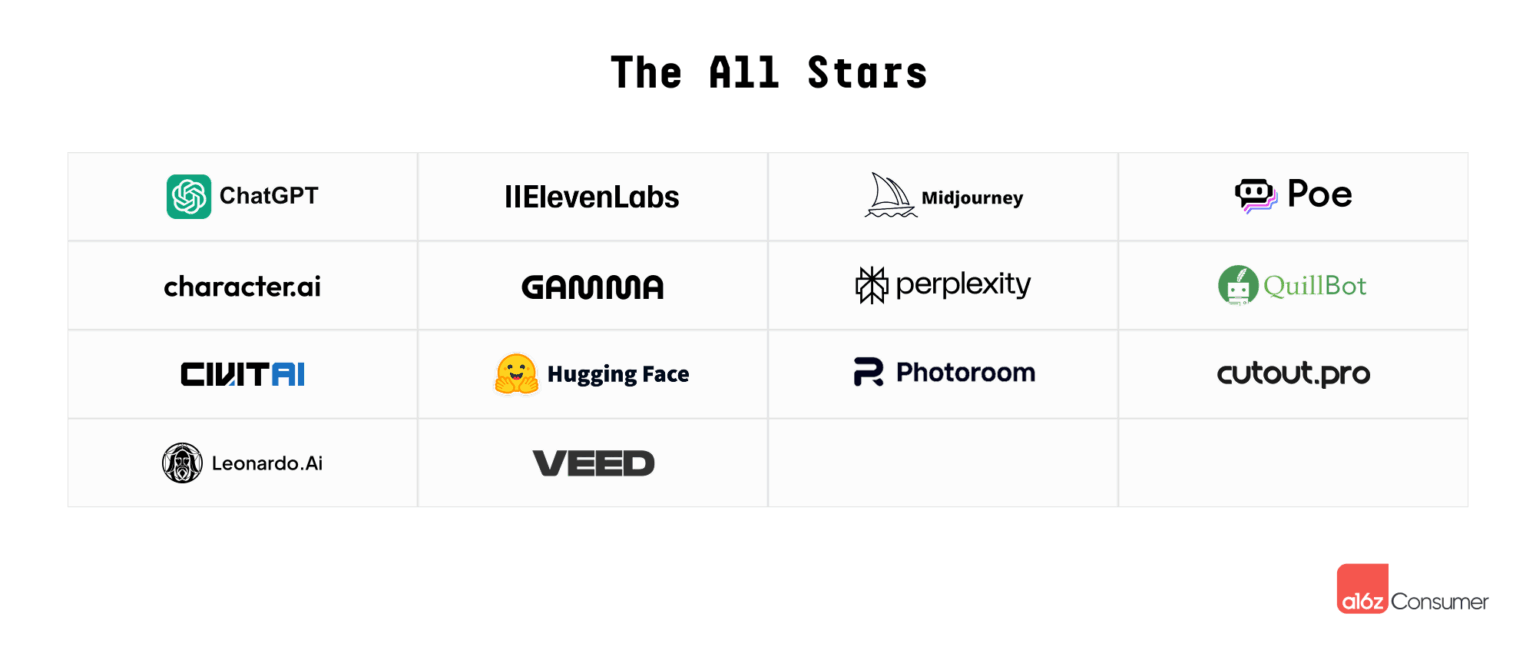 The All Stars
ChatGPT
IIElevenLabs
Midjourney
Poe
character.ai
GAMMA
perplexity
QuillBot
CIVITAI
Hugging Face
Photoroom
cutout.pro
Leonardo.Ai
VEED
a16z Consumer